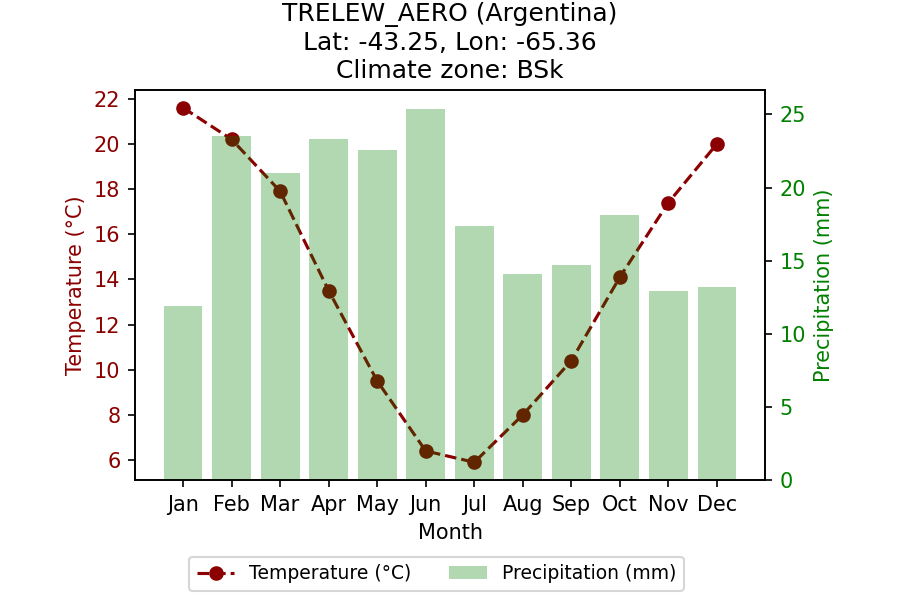 TRELEW_AERO (Argentina)
Lat: -43.25, Lon: -65.36
Climate zone: BSk
Temperature (°C)
22
20
18
16
14
12
10
8
6
25
20
15
10
5
0
Precipitation (mm)
Jan Feb Mar Apr May Jun Jul Aug Sep Oct Nov Dec
Month
Temperature (°C) Precipitation (mm)